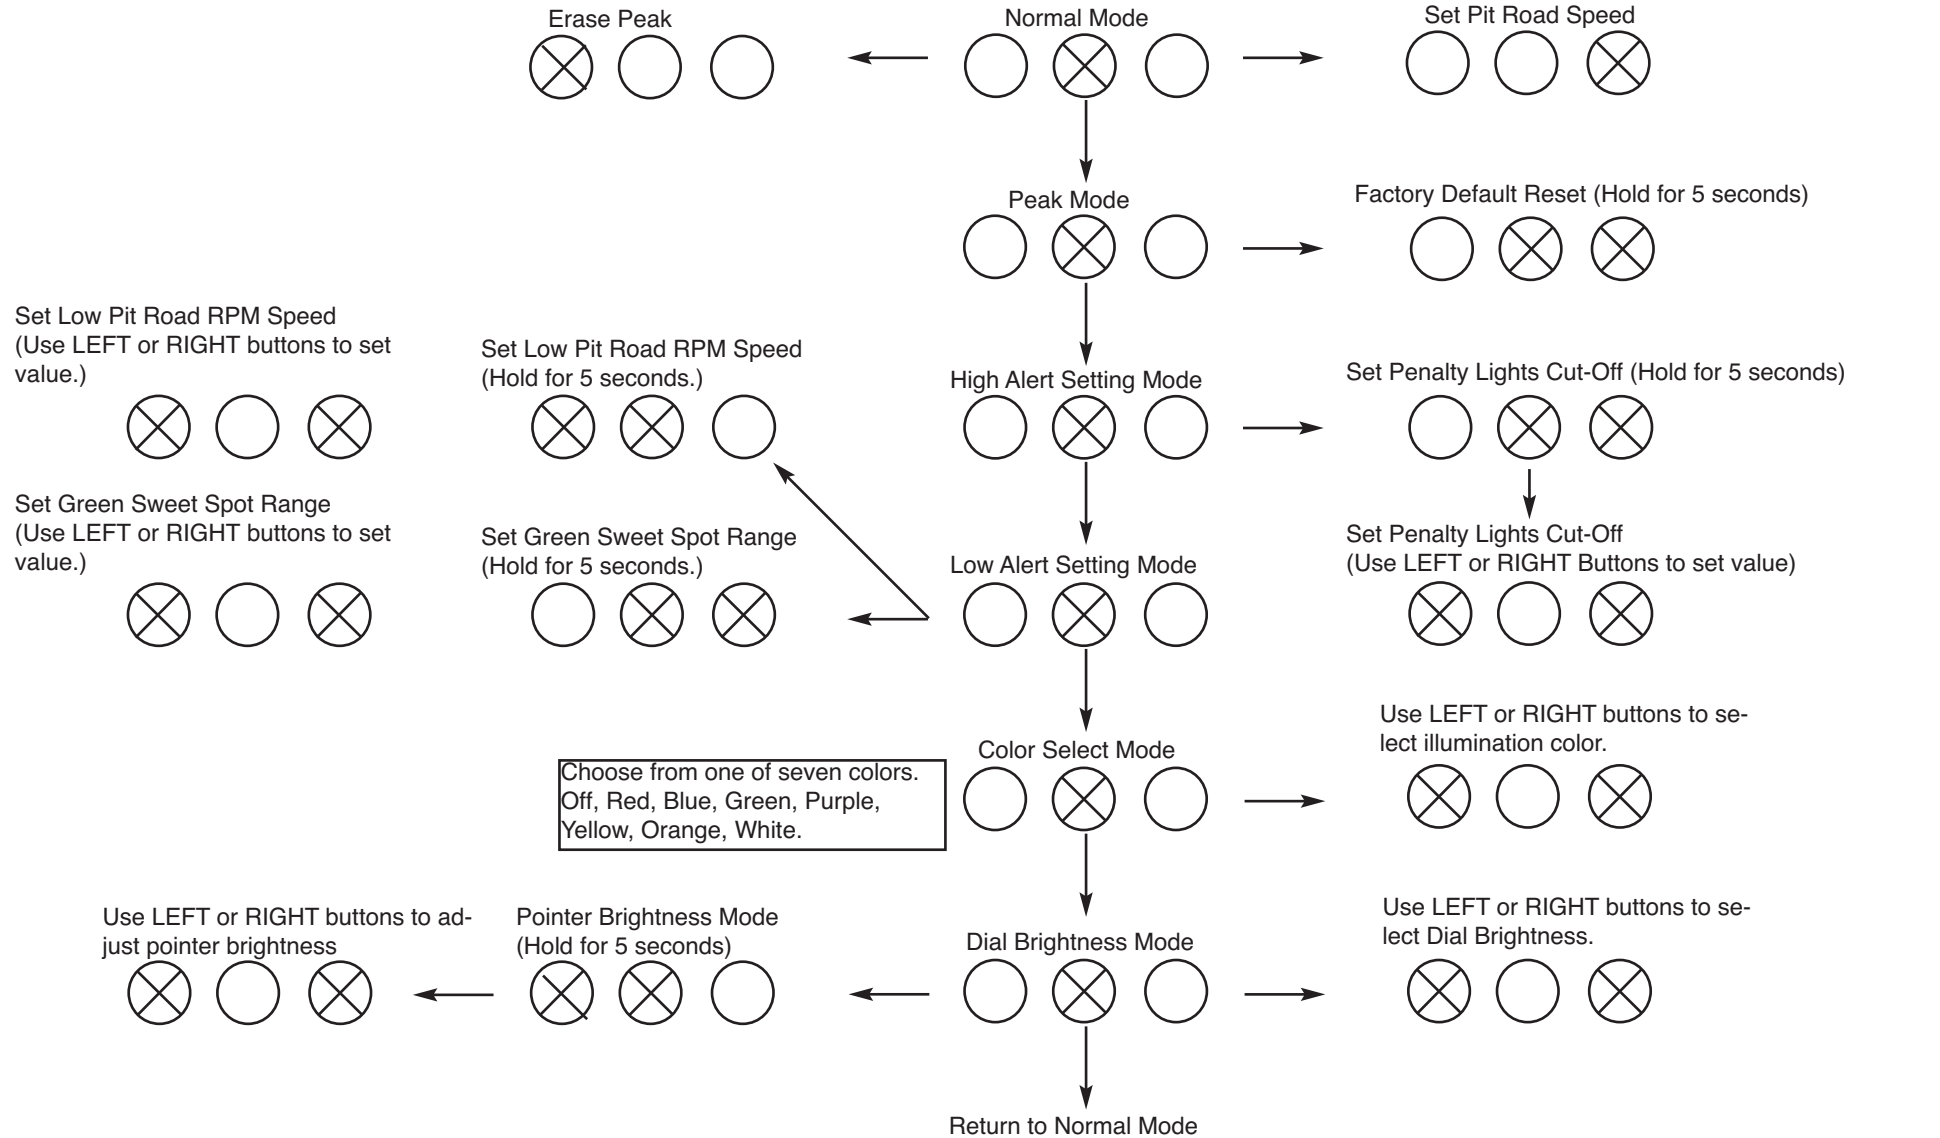 Erase Peak
Normal Mode
Set Pit Road Speed
Peak Mode
Factory Default Reset (Hold for 5 seconds)
Set Low Pit Road RPM Speed
(Use LEFT or RIGHT buttons to set
value.)
Set Low Pit Road RPM Speed
(Hold for 5 seconds.)
High Alert Setting Mode
Set Penalty Lights Cut-Off (Hold for 5 seconds)
Set Green Sweet Spot Range
(Use LEFT or RIGHT buttons to set
value.)
Set Green Sweet Spot Range
(Hold for 5 seconds.)
Low Alert Setting Mode
Set Penalty Lights Cut-Off
(Use LEFT or RIGHT Buttons to set value)
Choose from one of seven colors.
Off, Red, Blue, Green, Purple,
Yellow, Orange, White.
Color Select Mode
Use LEFT or RIGHT buttons to se-
lect illumination color.
Use LEFT or RIGHT buttons to ad-
just pointer brightness
Pointer Brightness Mode
(Hold for 5 seconds)
Dial Brightness Mode
Use LEFT or RIGHT buttons to se-
lect Dial Brightness.
Return to Normal Mode